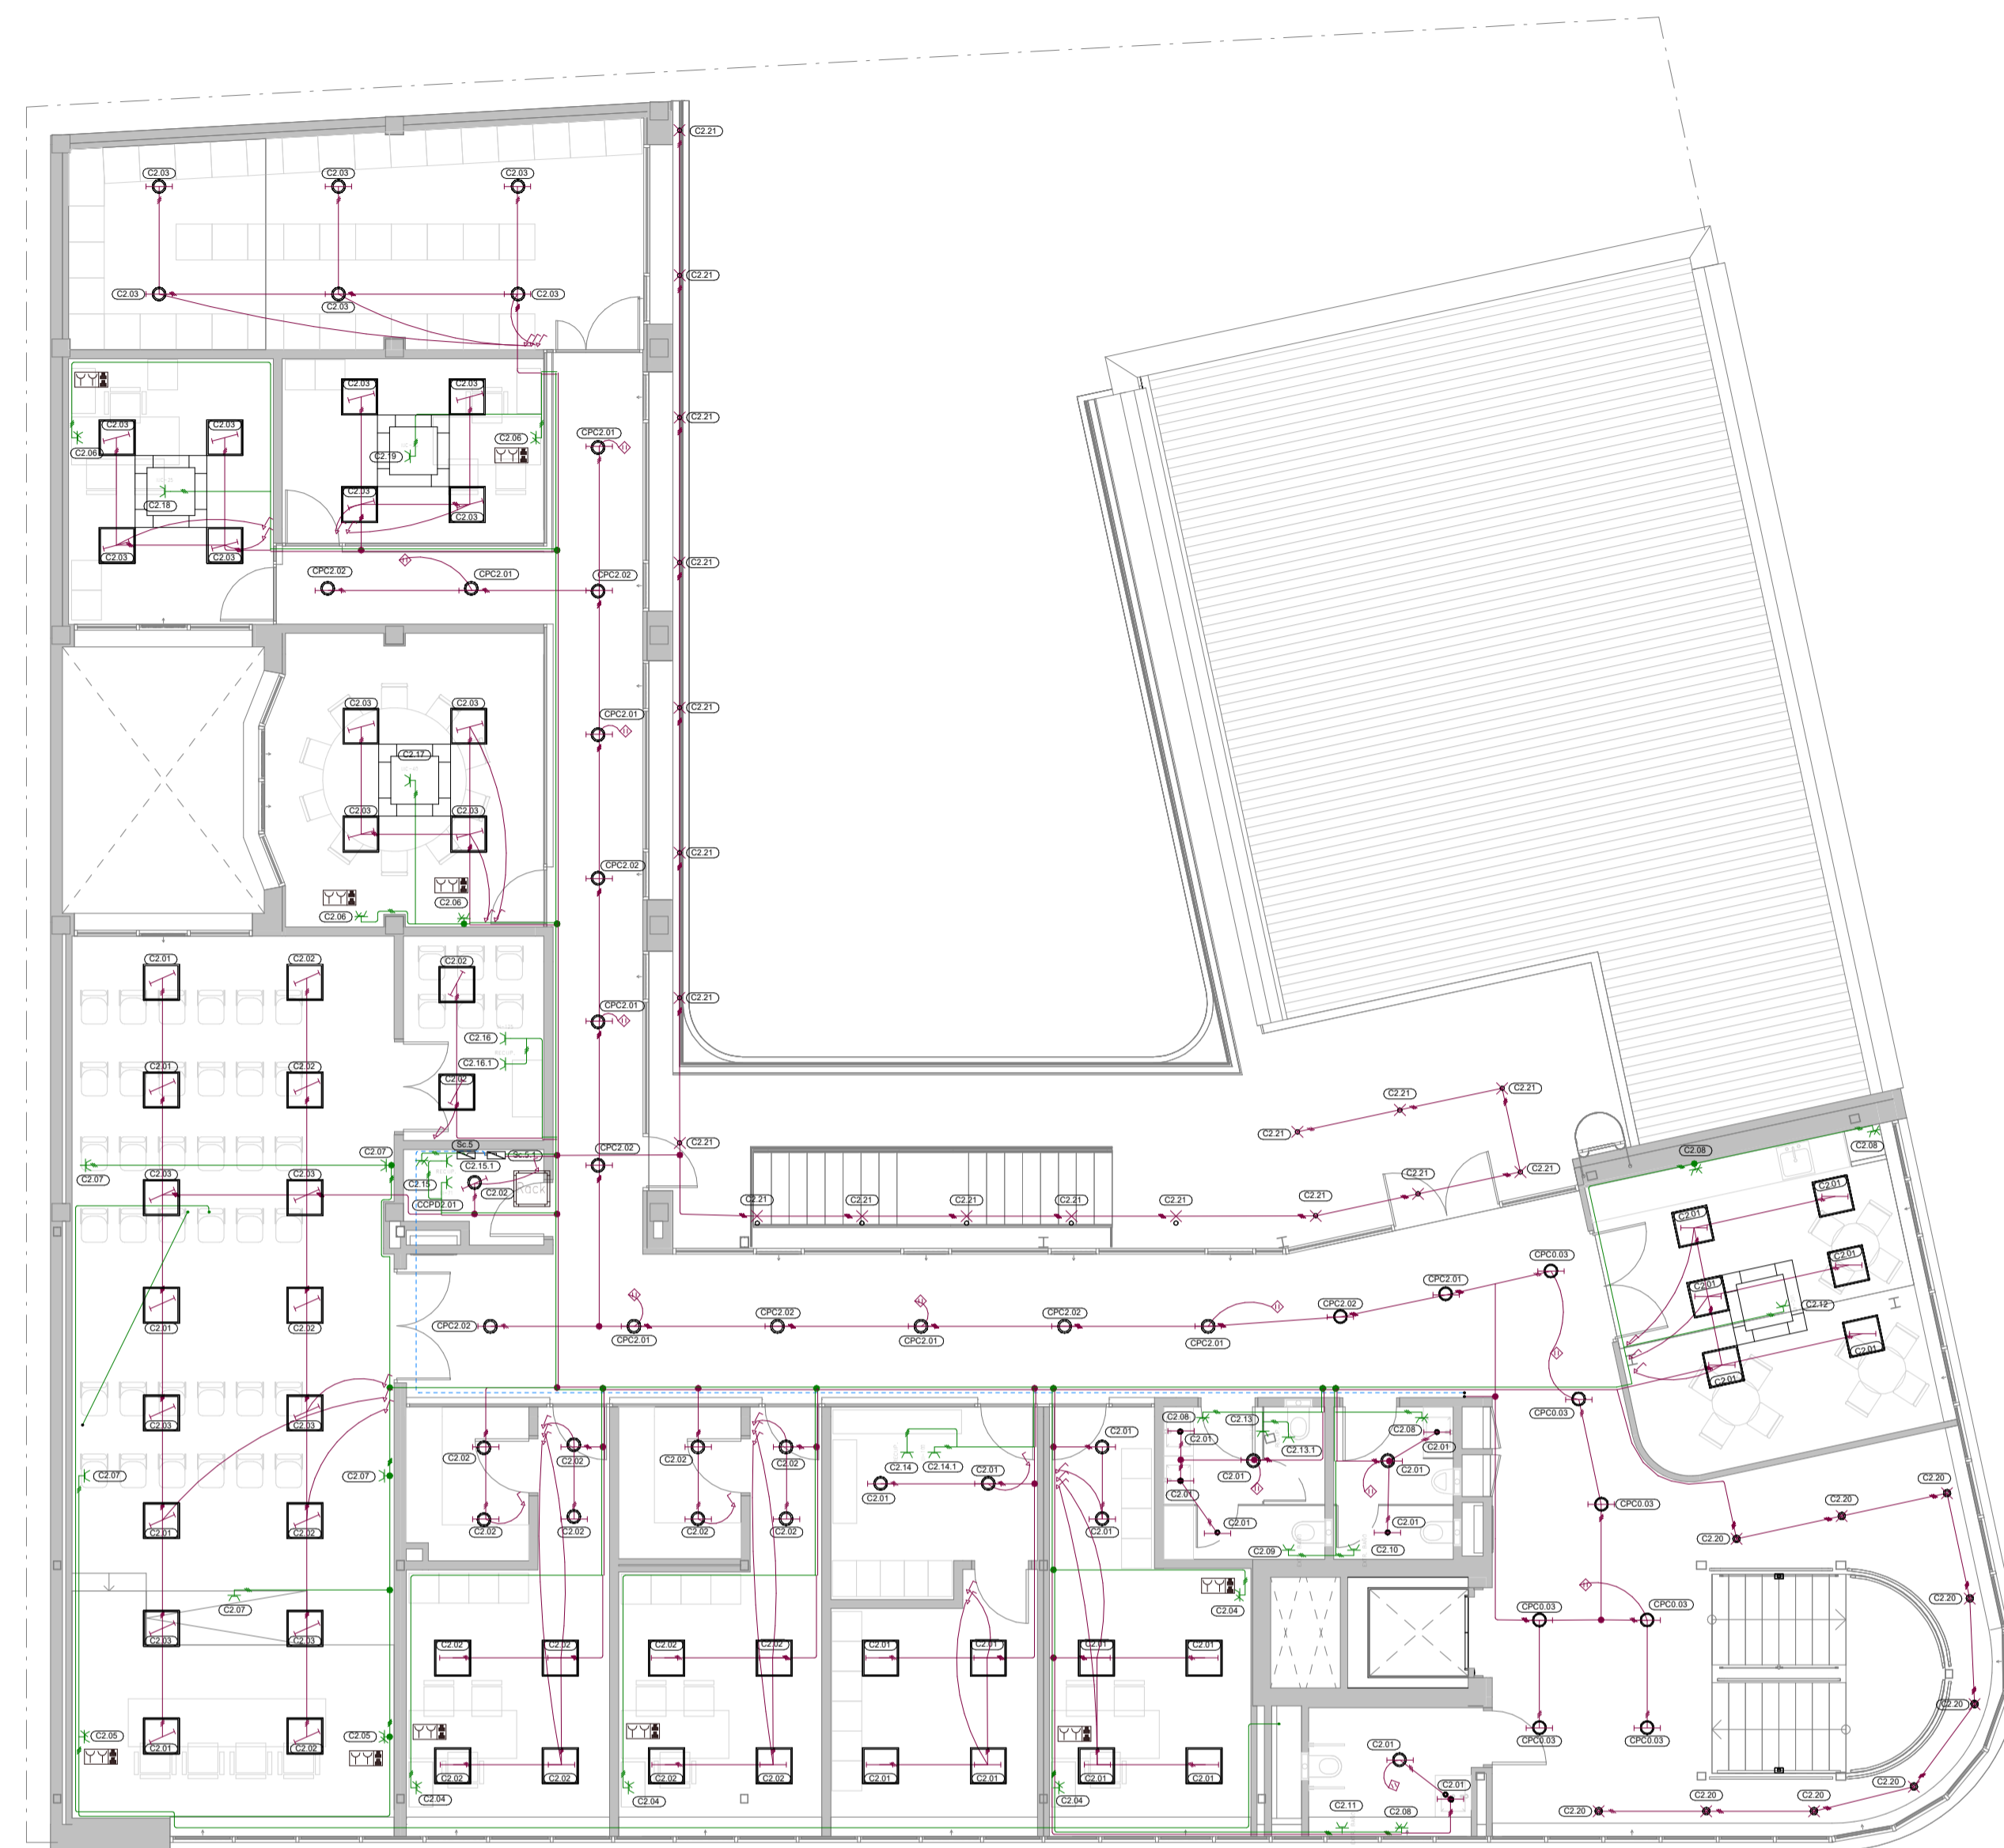 C2.21
C2.03 C2.03 C2.03
C2.21
C2.03 C2.03 C2.03
C2.03 C2.03
C2.21
C2.03 C2.03 CPC2.01
C2.06 C2.06
C2.19
C2.03
C2.18 C2.03
C2.03 C2.03
C2.21
CPC2.02 CPC2.01 CPC2.02
C2.03 C2.03 C2.21
CPC2.01
C2.17
C2.03 C2.03
C2.21
CPC2.02
C2.06 C2.06
C2.01 C2.02 C2.02
C2.21
CPC2.01
C2.16
C2.16.1
C2.01 C2.02
C2.02
C2.21 C2.21 C2.21
C2.21
CPC2.02
Sc.5 Sc.5.1
C2.07
C2.15.1
C2.08 C2.08
C2.07
C2.03 C2.03
C2.15 C2.02 Rack
CCPD2.01
C2.21
C2.21
C2.01
C2.21 C2.21 C2.21 C2.21 C2.21 C2.21
C2.01
C2.01
CPC0.03
CPC2.01
C2.01
C2.12
C2.01 C2.02
CPC2.02 CPC2.01 CPC2.02 CPC2.01 CPC2.02 CPC2.01 CPC2.02
C2.01
C2.01
C2.03 C2.03
CPC0.03
C2.08 C2.13 C2.08
C2.01 C2.01 C2.01
C2.02 C2.02 C2.02 C2.02
C2.13.1
C2.14 C2.14.1
C2.01 C2.01
C2.07 C2.07
C2.01 C2.01
C2.01
C2.20
C2.20
CPC0.03
C2.01 C2.02
C2.02 C2.02 C2.02 C2.02 C2.01 C2.01 C2.01
C2.20
C2.09 C2.10
C2.07
C2.04
C2.20
CPC0.03 CPC0.03
C2.03 C2.03
C2.02 C2.02 C2.02 C2.02 C2.01 C2.01 C2.01 C2.01
C2.20
C2.05 C2.05
C2.01 C2.02
CPC0.03 CPC0.03
C2.01
C2.02 C2.02 C2.02 C2.02 C2.01 C2.01 C2.01 C2.01
C2.01
C2.20
C2.04 C2.04 C2.04
C2.11 C2.08
C2.20 C2.20 C2.20